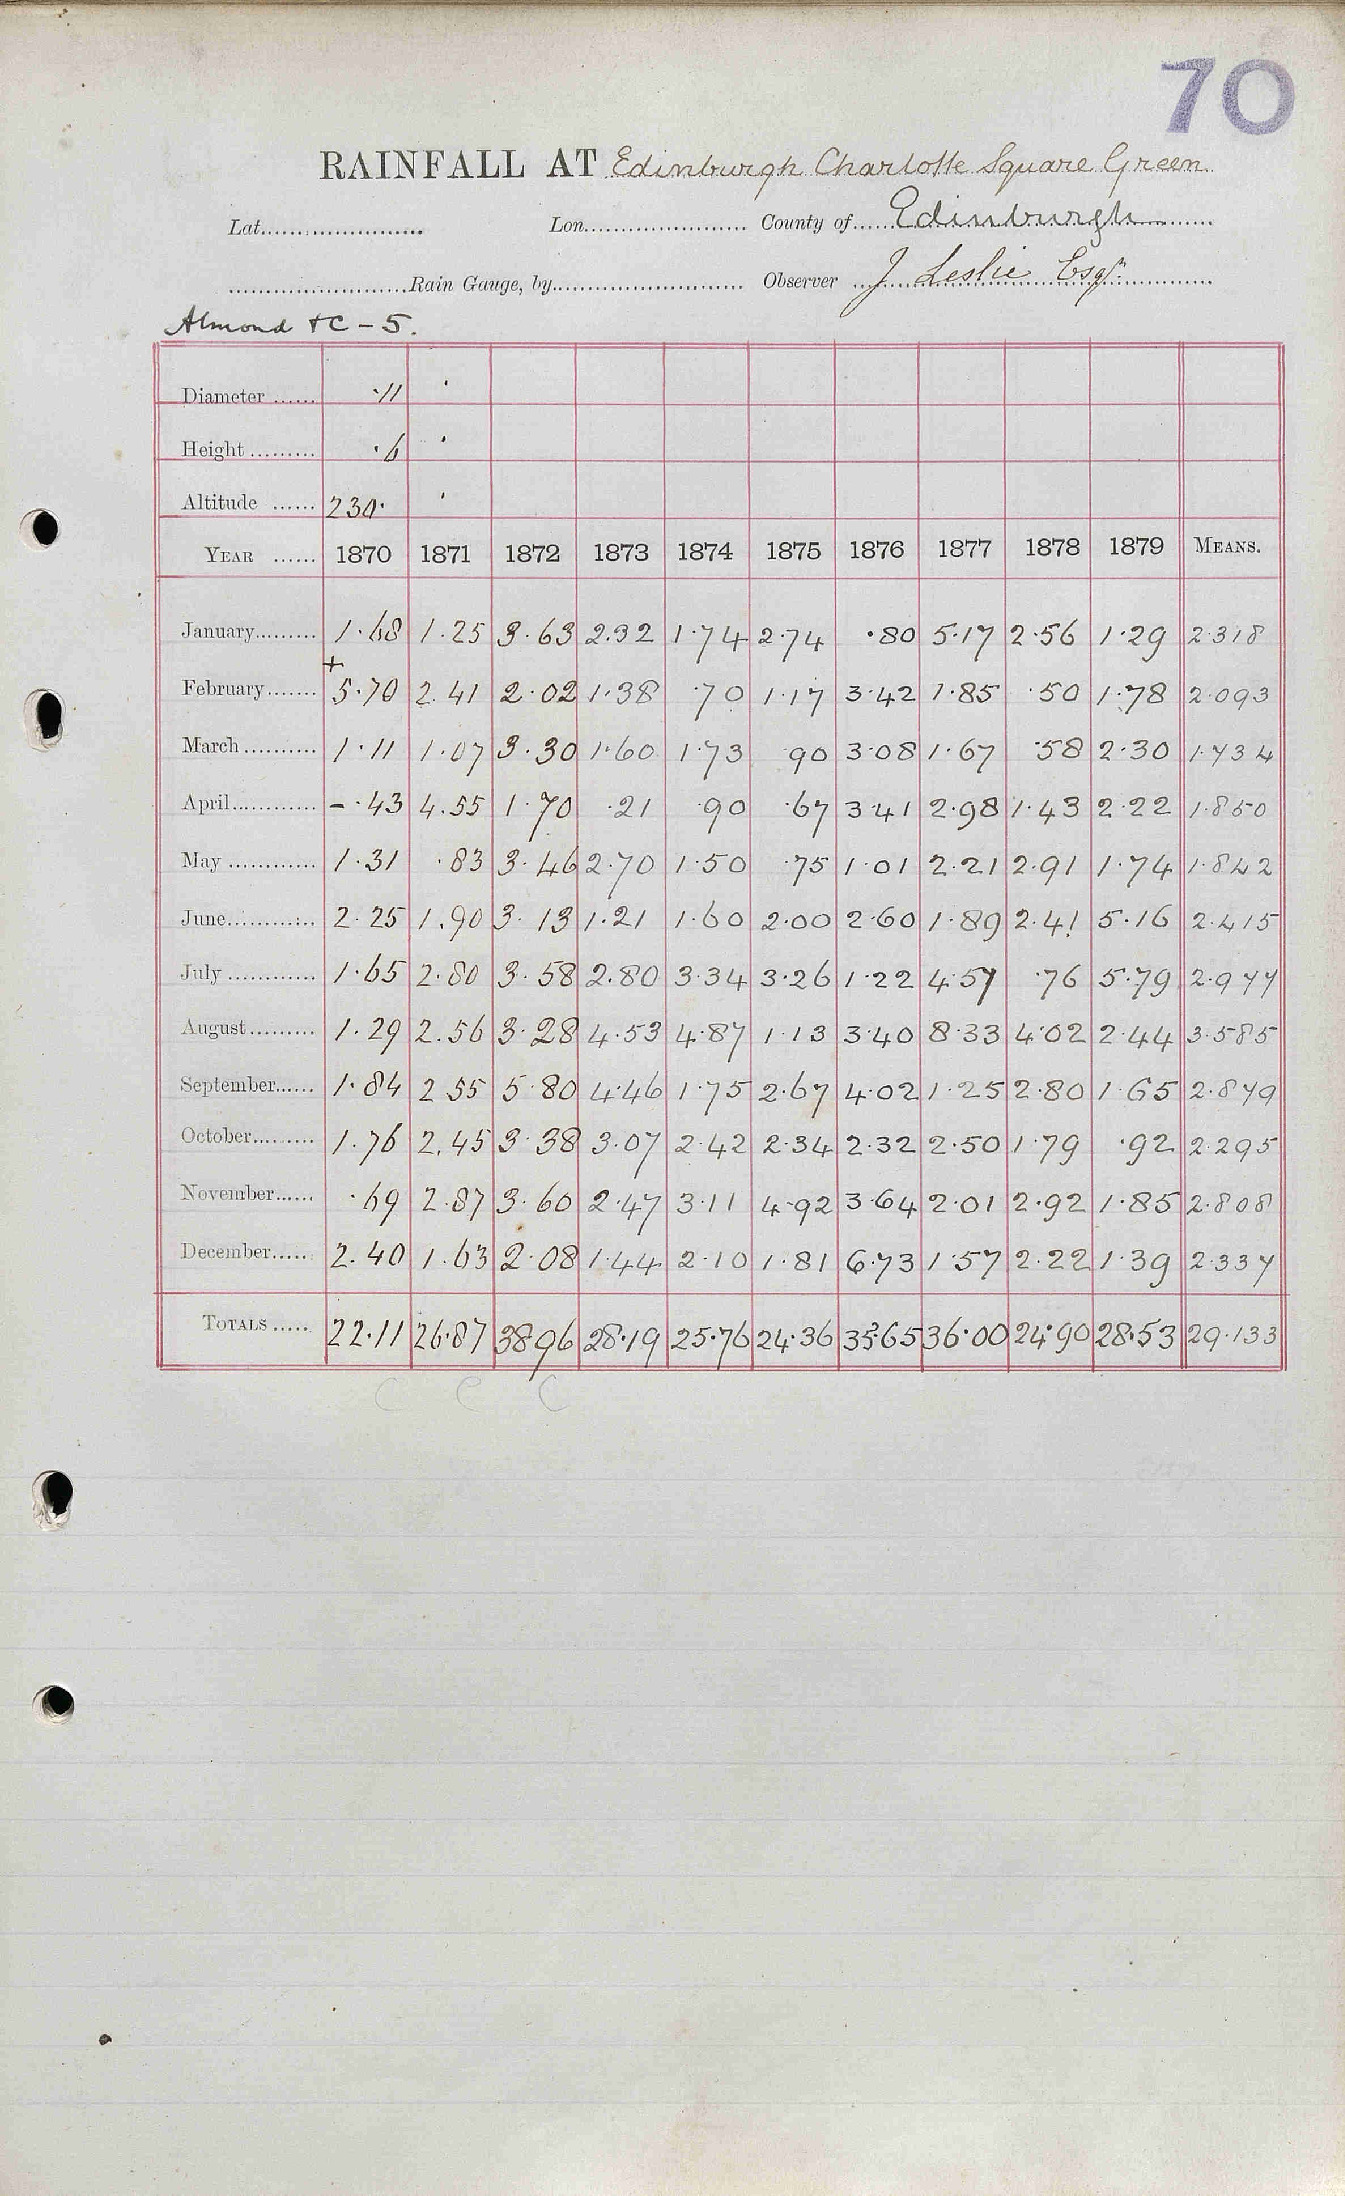 70
RAINFALL AT Edinburgh Charlotte Square Green
Lat. Lon. County of Edinburgh
Rain Gauge, by Observer J Leslie Esqr.
Almond &C - 5.
Diameter ...... ·11 '
Height ......... ·6 '
Altitude ...... 230· '
YEAR ...... 1870 1871 1872 1873 1874 1875 1876 1877 1878 1879 MEANS.
January......... 1·68 1·25 3·63 2·32 1·74 2·74 ·80 5·17 2·56 1·29 2·318
+
February....... 5·70 2·41 2·02 1·38 ·70 1·17 3·42 1·85 ·50 1·78 2·093
March .......... 1·11 1·07 3·30 1·60 1·73 90 3·08 1·67 ·58 2·30 1·734
April............ - ·43 4·55 1·70 ·21 ·90 ·67 3·41 2·98 1·43 2·22 1·850
May ............ 1·31 ·83 3·46 2·70 1·50 ·75 1·01 2·21 2·91 1·74 1·842
June............ 2·25 1·90 3·13 1·21 1·60 2·00 2·60 1·89 2·41 5·16 2·415
July ............ 1·65 2·80 3·58 2·80 3·34 3·26 1·22 4·57 ·76 5·79 2·977
August......... 1·29 2·56 3·28 4·53 4·87 1·13 3·40 8·33 4·02 2·44 3·585
September...... 1·84 2·55 5·80 4·46 1·75 2·67 4·02 1·25 2·80 1·65 2·879
October......... 1·76 2·45 3·38 3·07 2·42 2·34 2·32 2·50 1·79 ·92 2·295
November...... ·69 2·87 3·60 2·47 3·11 4·92 3·64 2·01 2·92 1·85 2·808
December...... 2·40 1·63 2·08 1·44 2·10 1·81 6·73 1·57 2·22 1·39 2·337
TOTALS ..... 22·11 26·87 38·96 28·19 25·76 24·36 35·65 36·00 24·90 28·53 29·133
C C C